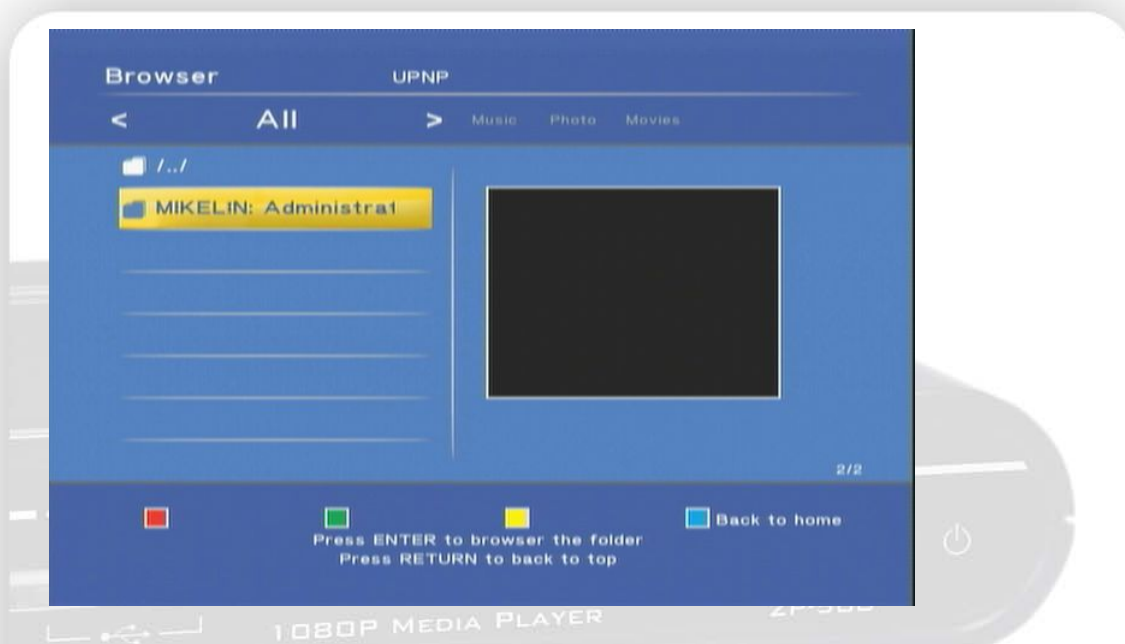 Browser UPNP
< All > Music Photo Movies
/../
MIKELIN: Administrat
2/2
Back to home
Press ENTER to browser the folder
Press RETURN to back to top
1080P MEDIA PLAYER